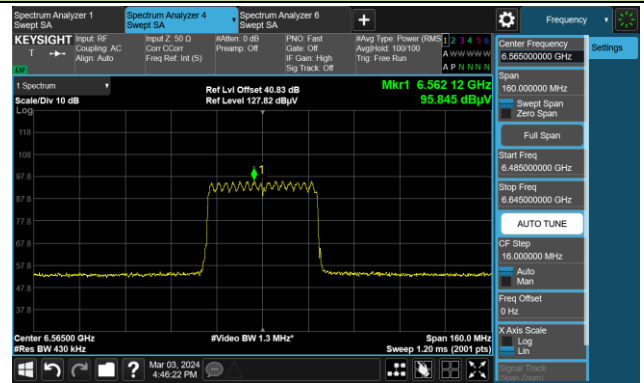 Spectrum Analyzer 1
Swept SA
Spectrum Analyzer 4
Swept SA
Spectrum Analyzer 6
Swept SA
+
Frequency
KEYSIGHT
T
Input: RF
Coupling: AC
Align: Auto
Input Z: 50 Ω
Corr CCorr
Freq Ref: Int (S)
#Atten: 0 dB
Preamp: Off
PNO: Fast
Gate: Off
IF Gain: High
Sig Track: Off
#Avg Type: Power (RMS)
Avg|Hold: 100/100
Trig: Free Run
1 2 3 4 5 6
A W W W W W
A P N N N N
1 Spectrum
Scale/Div 10 dB
Log
Ref Lvl Offset 40.83 dB
Ref Level 127.82 dBµV
Mkr1 6.562 12 GHz
95.845 dBµV
118
108
97.8
87.8
77.8
67.8
57.8
47.8
37.8
1
Center 6.56500 GHz
#Res BW 430 kHz
#Video BW 1.3 MHz*
Span 160.0 MHz
Sweep 1.20 ms (2001 pts)
Mar 03, 2024
4:46:22 PM
?
Center Frequency
6.565000000 GHz
Settings
Span
160.000000 MHz
Swept Span
Zero Span
Full Span
Start Freq
6.485000000 GHz
Stop Freq
6.645000000 GHz
AUTO TUNE
CF Step
16.000000 MHz
Auto
Man
Freq Offset
0 Hz
X Axis Scale
Log
Lin
Signal Track
(Span Zoom)